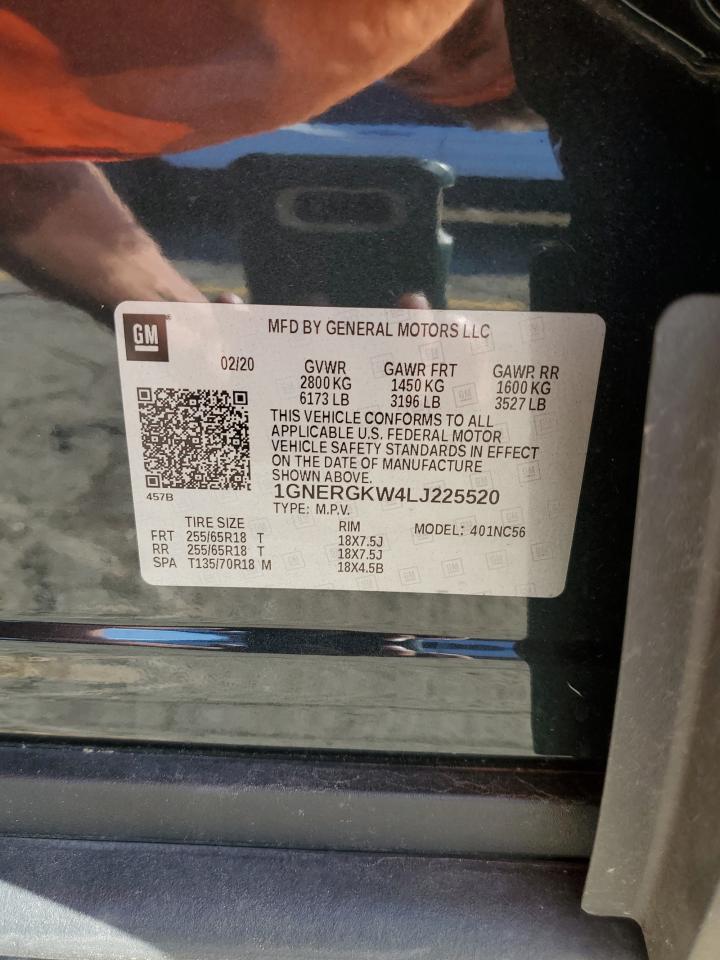 GM
MFD BY GENERAL MOTORS LLC
02/20 GVWR GAWR FRT GAWR RR
2800 KG 1450 KG 1600 KG
6173 LB 3196 LB 3527 LB
THIS VEHICLE CONFORMS TO ALL
APPLICABLE U.S. FEDERAL MOTOR
VEHICLE SAFETY STANDARDS IN EFFECT
ON THE DATE OF MANUFACTURE
SHOWN ABOVE.
457B 1GNERGKW4LJ225520
TYPE: M.P.V.
TIRE SIZE RIM MODEL: 401NC56
FRT 255/65R18 T 18X7.5J
RR 255/65R18 T 18X7.5J
SPA T135/70R18 M 18X4.5B